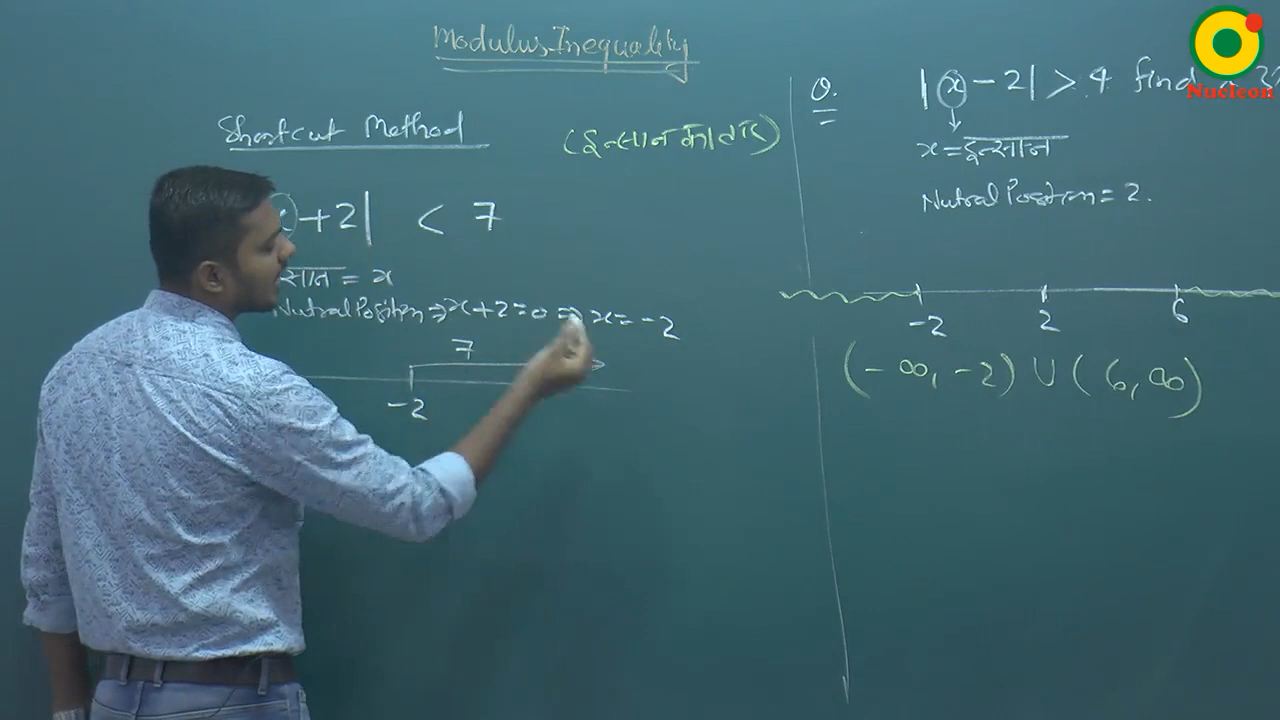 Modulus Inequality
Shortcut Method
(इन्सान का तरि)
+2| < 7
सान = x
Nutral Position ⇒ x+2=0 ⇒ x=-2
7
-2
Q. |x-2| > 4 find x
x = इन्सान
Nutral Position = 2.
-2 2 6
(-∞, -2) ∪ (6, ∞)
Nucleon